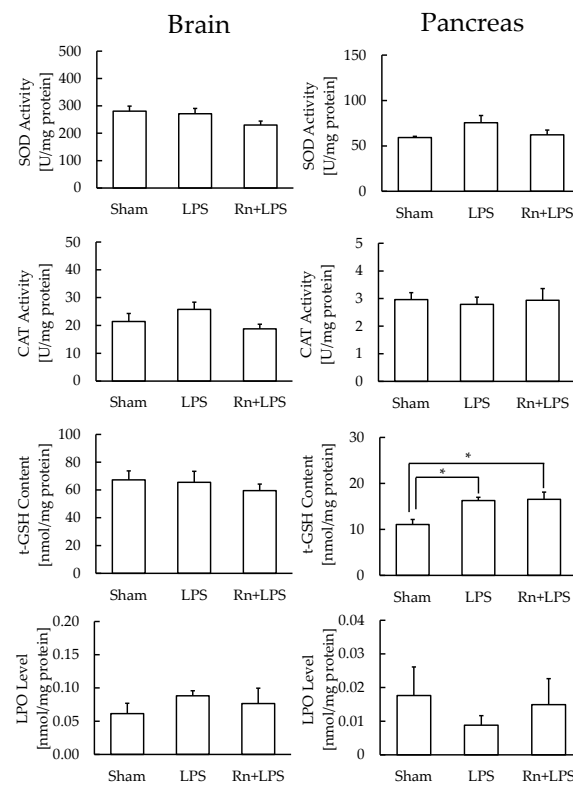 Brain
Pancreas
SOD Activity
[U/mg protein]
500
400
300
200
100
0
Sham LPS Rn+LPS
SOD Activity
[U/mg protein]
150
100
50
0
Sham LPS Rn+LPS
CAT Activity
[U/mg protein]
50
40
30
20
10
0
Sham LPS Rn+LPS
CAT Activity
[U/mg protein]
5
4
3
2
1
0
Sham LPS Rn+LPS
t-GSH Content
[nmol/mg protein]
100
80
60
40
20
0
Sham LPS Rn+LPS
t-GSH Content
[nmol/mg protein]
30
20
10
0
*
*
Sham LPS Rn+LPS
LPO Level
[nmol/mg protein]
0.20
0.15
0.10
0.05
0.00
Sham LPS Rn+LPS
LPO Level
[nmol/mg protein]
0.04
0.03
0.02
0.01
0
Sham LPS Rn+LPS